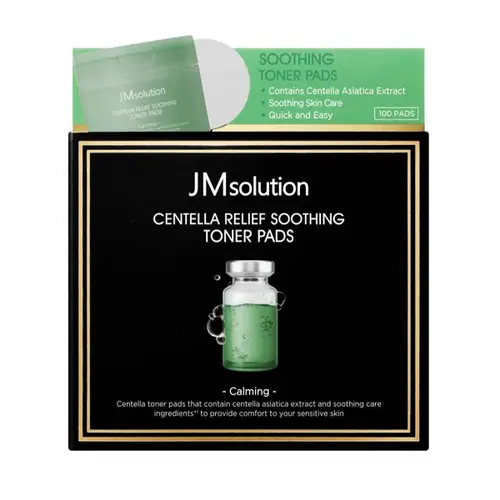 SOOTHING
TONER PADS
• Contains Centella Asiatica Extract
• Soothing Skin Care
• Quick and Easy
100 PADS
JMsolution
CENTELLA RELIEF SOOTHING
TONER PADS
Calming
JMsolution
CENTELLA RELIEF SOOTHING
TONER PADS
- Calming -
Centella toner pads that contain centella asiatica extract and soothing care
ingredients*¹ to provide comfort to your sensitive skin